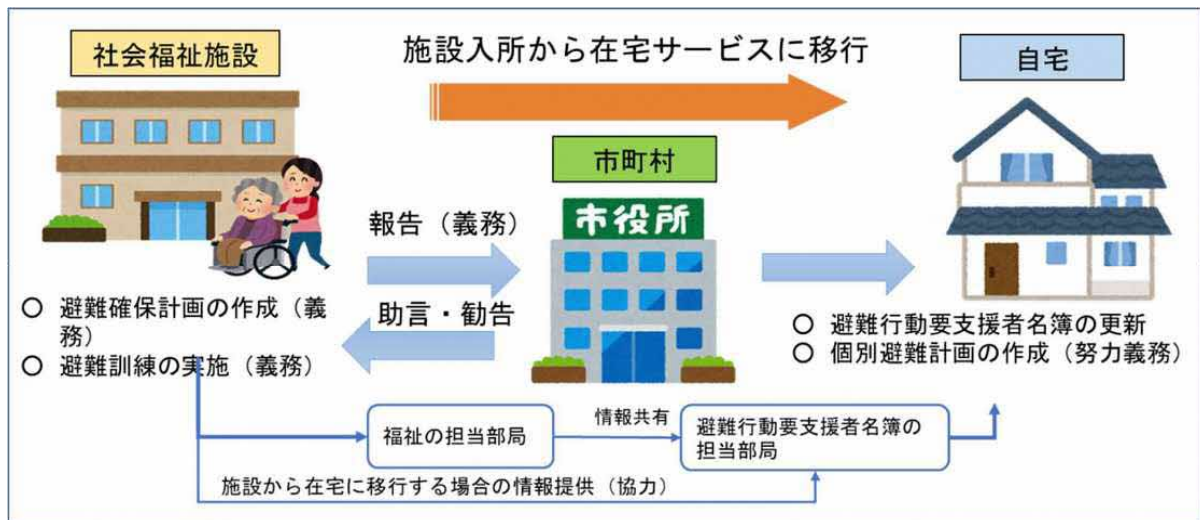 社会福祉施設
施設入所から在宅サービスに移行
自宅
市町村
市役所
報告（義務）
助言・勧告
○ 避難確保計画の作成（義
務）
○ 避難訓練の実施（義務）
○ 避難行動要支援者名簿の更新
○ 個別避難計画の作成（努力義務）
福祉の担当部局
情報共有
避難行動要支援者名簿の
担当部局
施設から在宅に移行する場合の情報提供（協力）